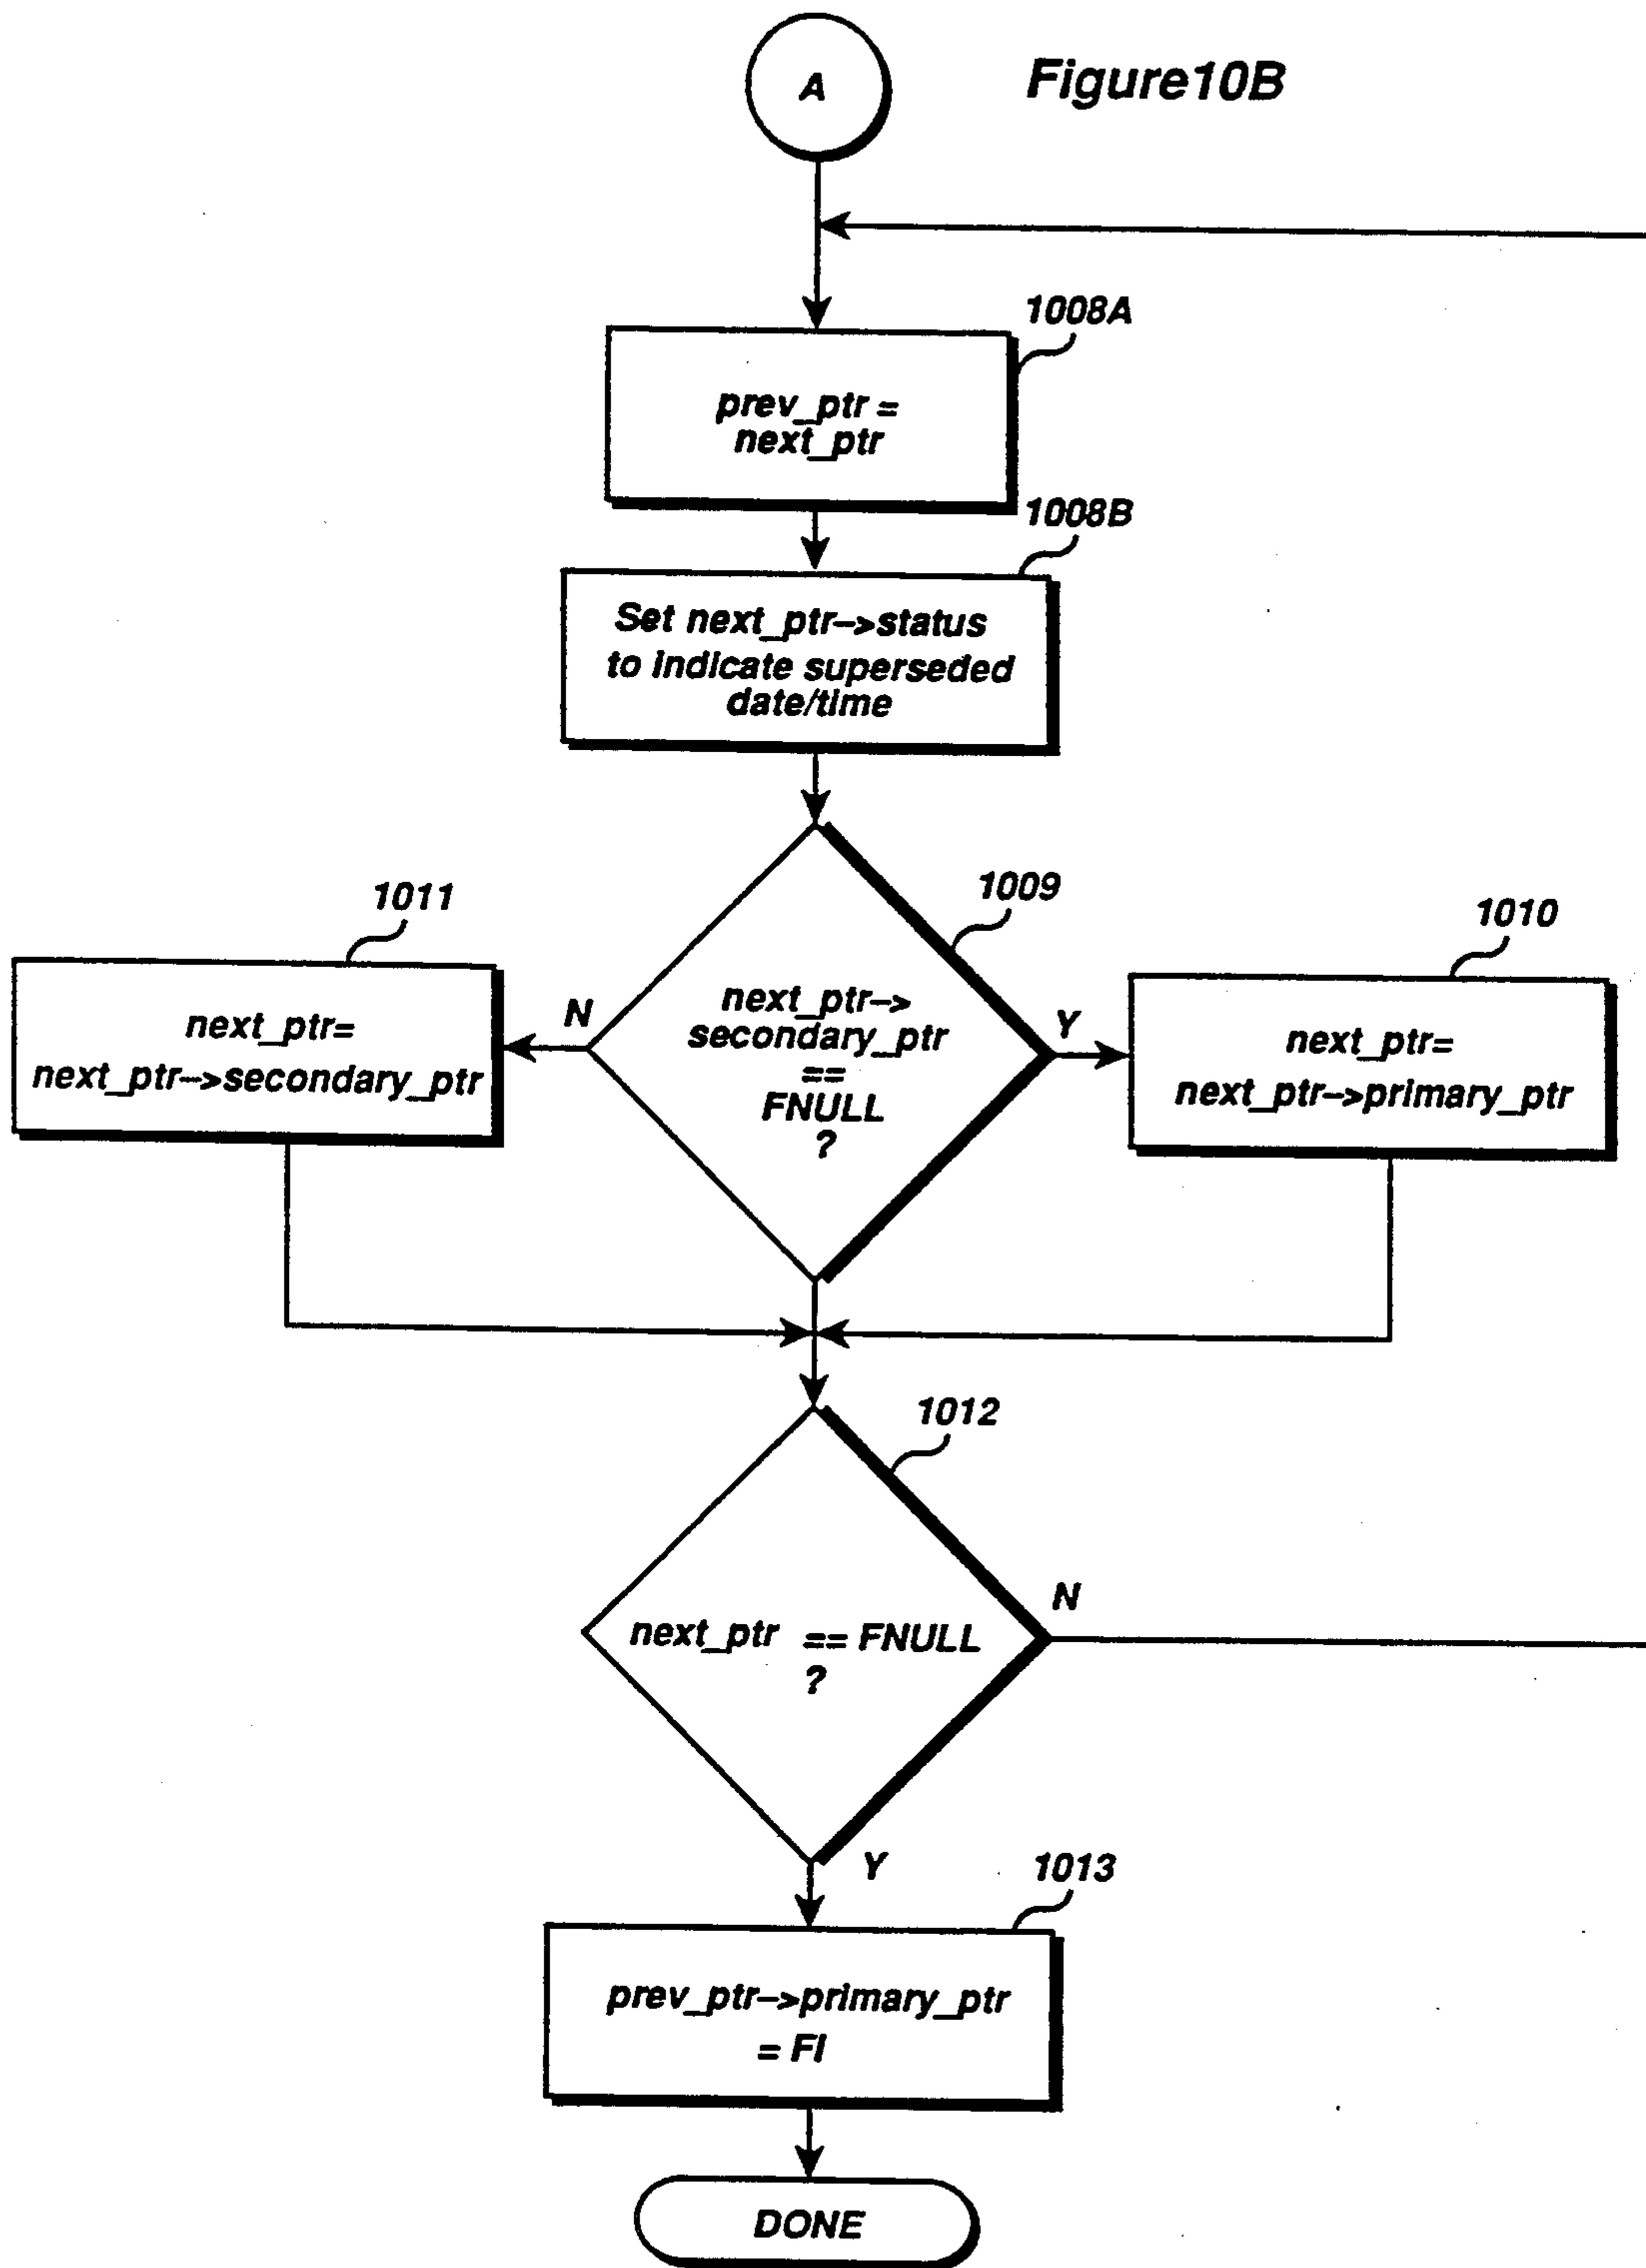 A
Figure10B
1008A
prev_ptr =
next_ptr
1008B
Set next_ptr->status
to indicate superseded
date/time
1009
1011
1010
next_ptr=
next_ptr->secondary_ptr
N
next_ptr->
secondary_ptr
==
FNULL
?
Y
next_ptr=
next_ptr->primary_ptr
1012
next_ptr == FNULL
?
N
Y
1013
prev_ptr->primary_ptr
= FI
DONE